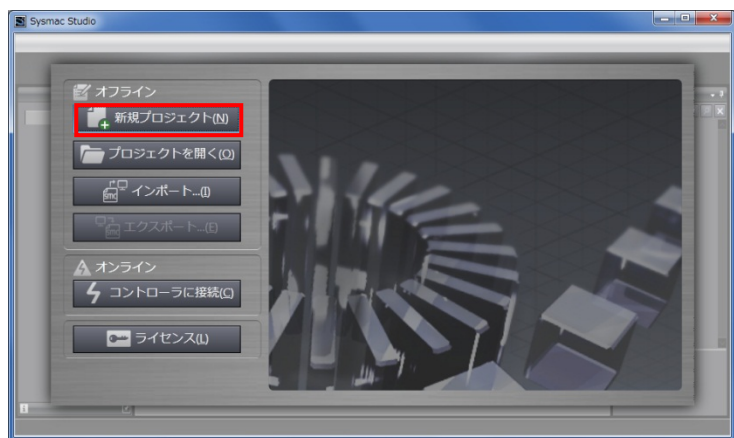 Sysmac Studio
オフライン
新規プロジェクト(N)
プロジェクトを開く(O)
インポート...(I)
エクスポート...(E)
オンライン
コントローラに接続(C)
ライセンス(L)